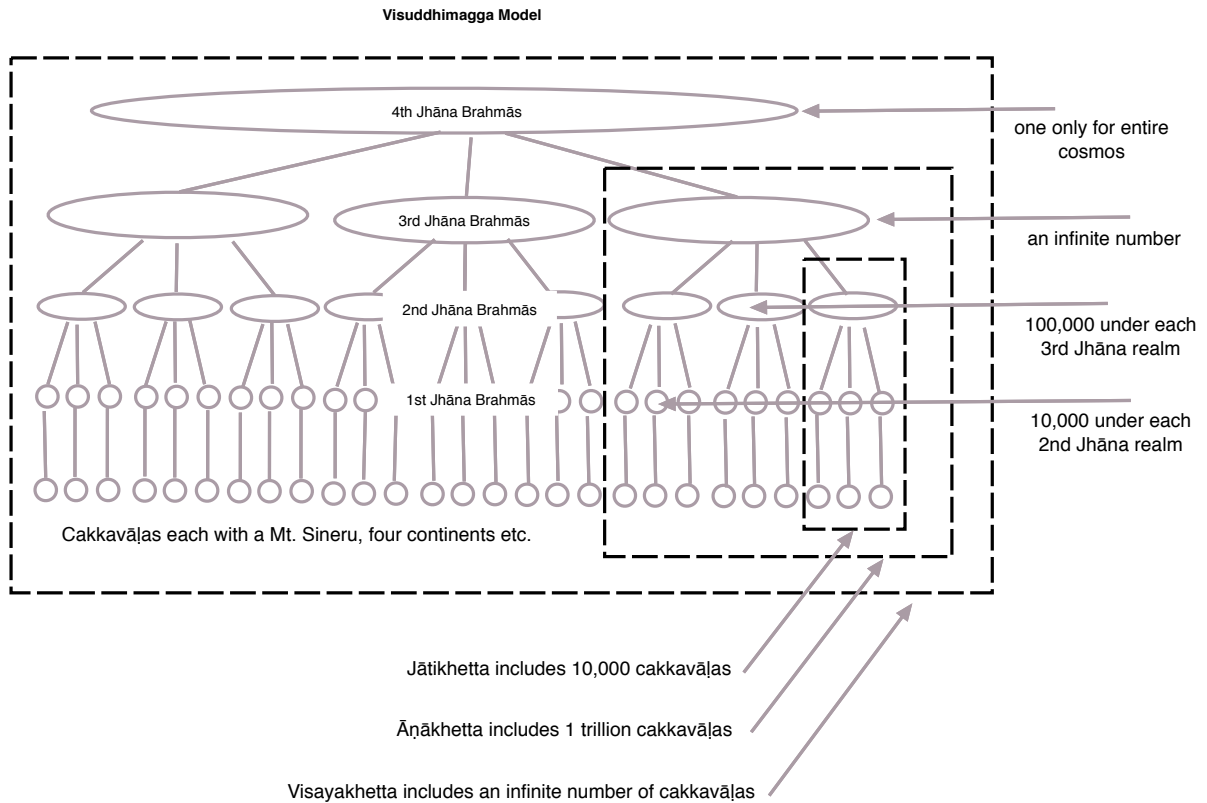 Visuddhimagga Model
4th Jhāna Brahmās
one only for entire
cosmos
3rd Jhāna Brahmās
an infinite number
2nd Jhāna Brahmās
100,000 under each
3rd Jhāna realm
1st Jhāna Brahmās
10,000 under each
2nd Jhāna realm
Cakkavāḷas each with a Mt. Sineru, four continents etc.
Jātikhetta includes 10,000 cakkavāḷas
Āṇākhetta includes 1 trillion cakkavāḷas
Visayakhetta includes an infinite number of cakkavāḷas